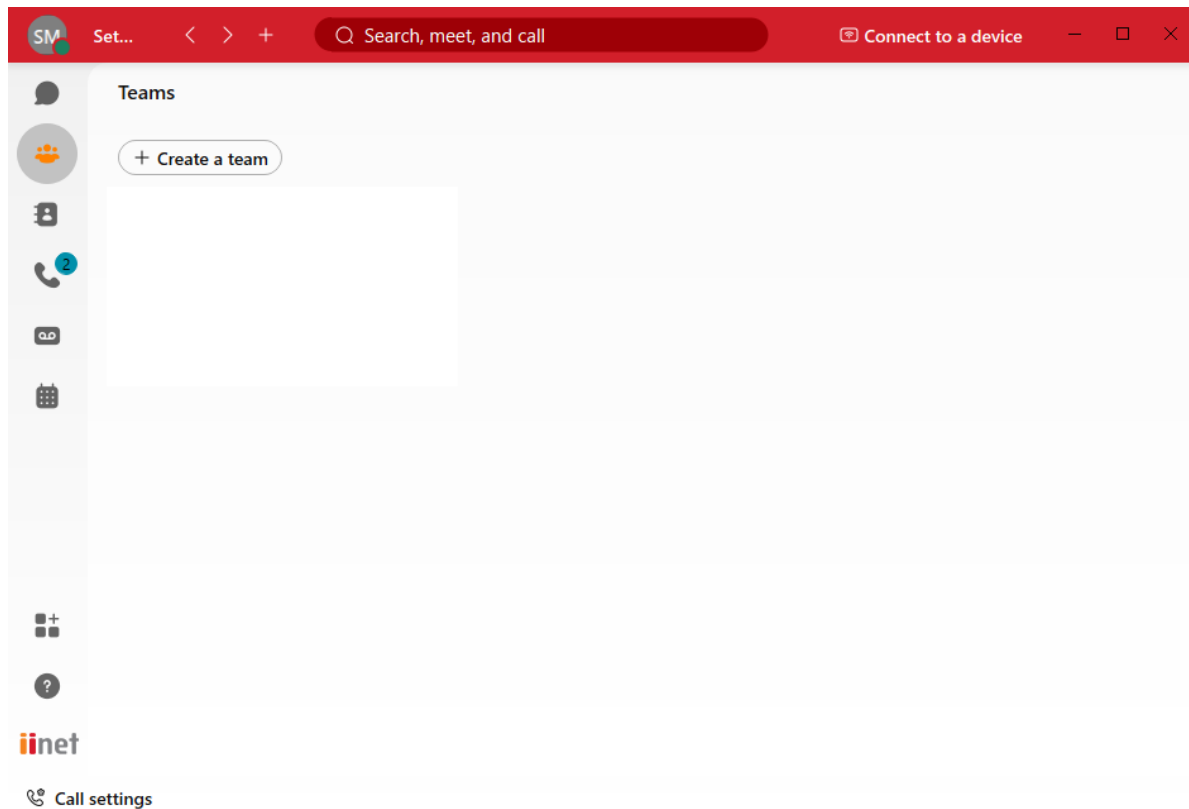 SM Set... Search, meet, and call Connect to a device
Teams
+ Create a team
2
iinet
Call settings